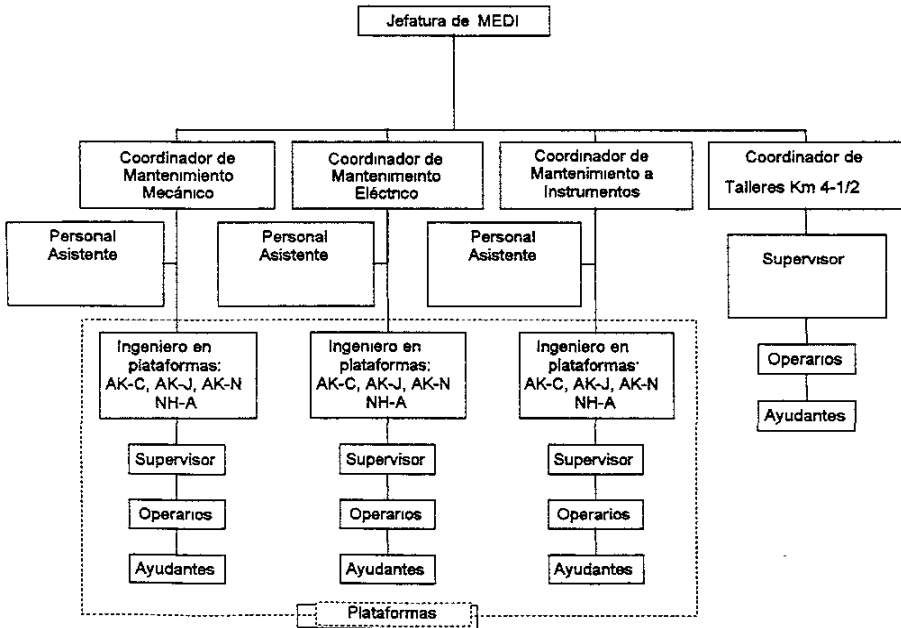 Jefatura de MEDI
Coordinador de
Mantenimiento
Mecánico
Coordinador de
Mantenimeinto
Eléctrico
Coordinador de
Mantenimiento a
Instrumentos
Coordinador de
Talleres Km 4-1/2
Personal
Asistente
Personal
Asistente
Personal
Asistente
Supervisor
Ingeniero en
plataformas:
AK-C, AK-J, AK-N
NH-A
Ingeniero en
plataformas:
AK-C, AK-J, AK-N
NH-A
Ingeniero en
plataformas:
AK-C, AK-J, AK-N
NH-A
Operarios
Ayudantes
Supervisor
Supervisor
Supervisor
Operarios
Operarios
Operarios
Ayudantes
Ayudantes
Ayudantes
Plataformas